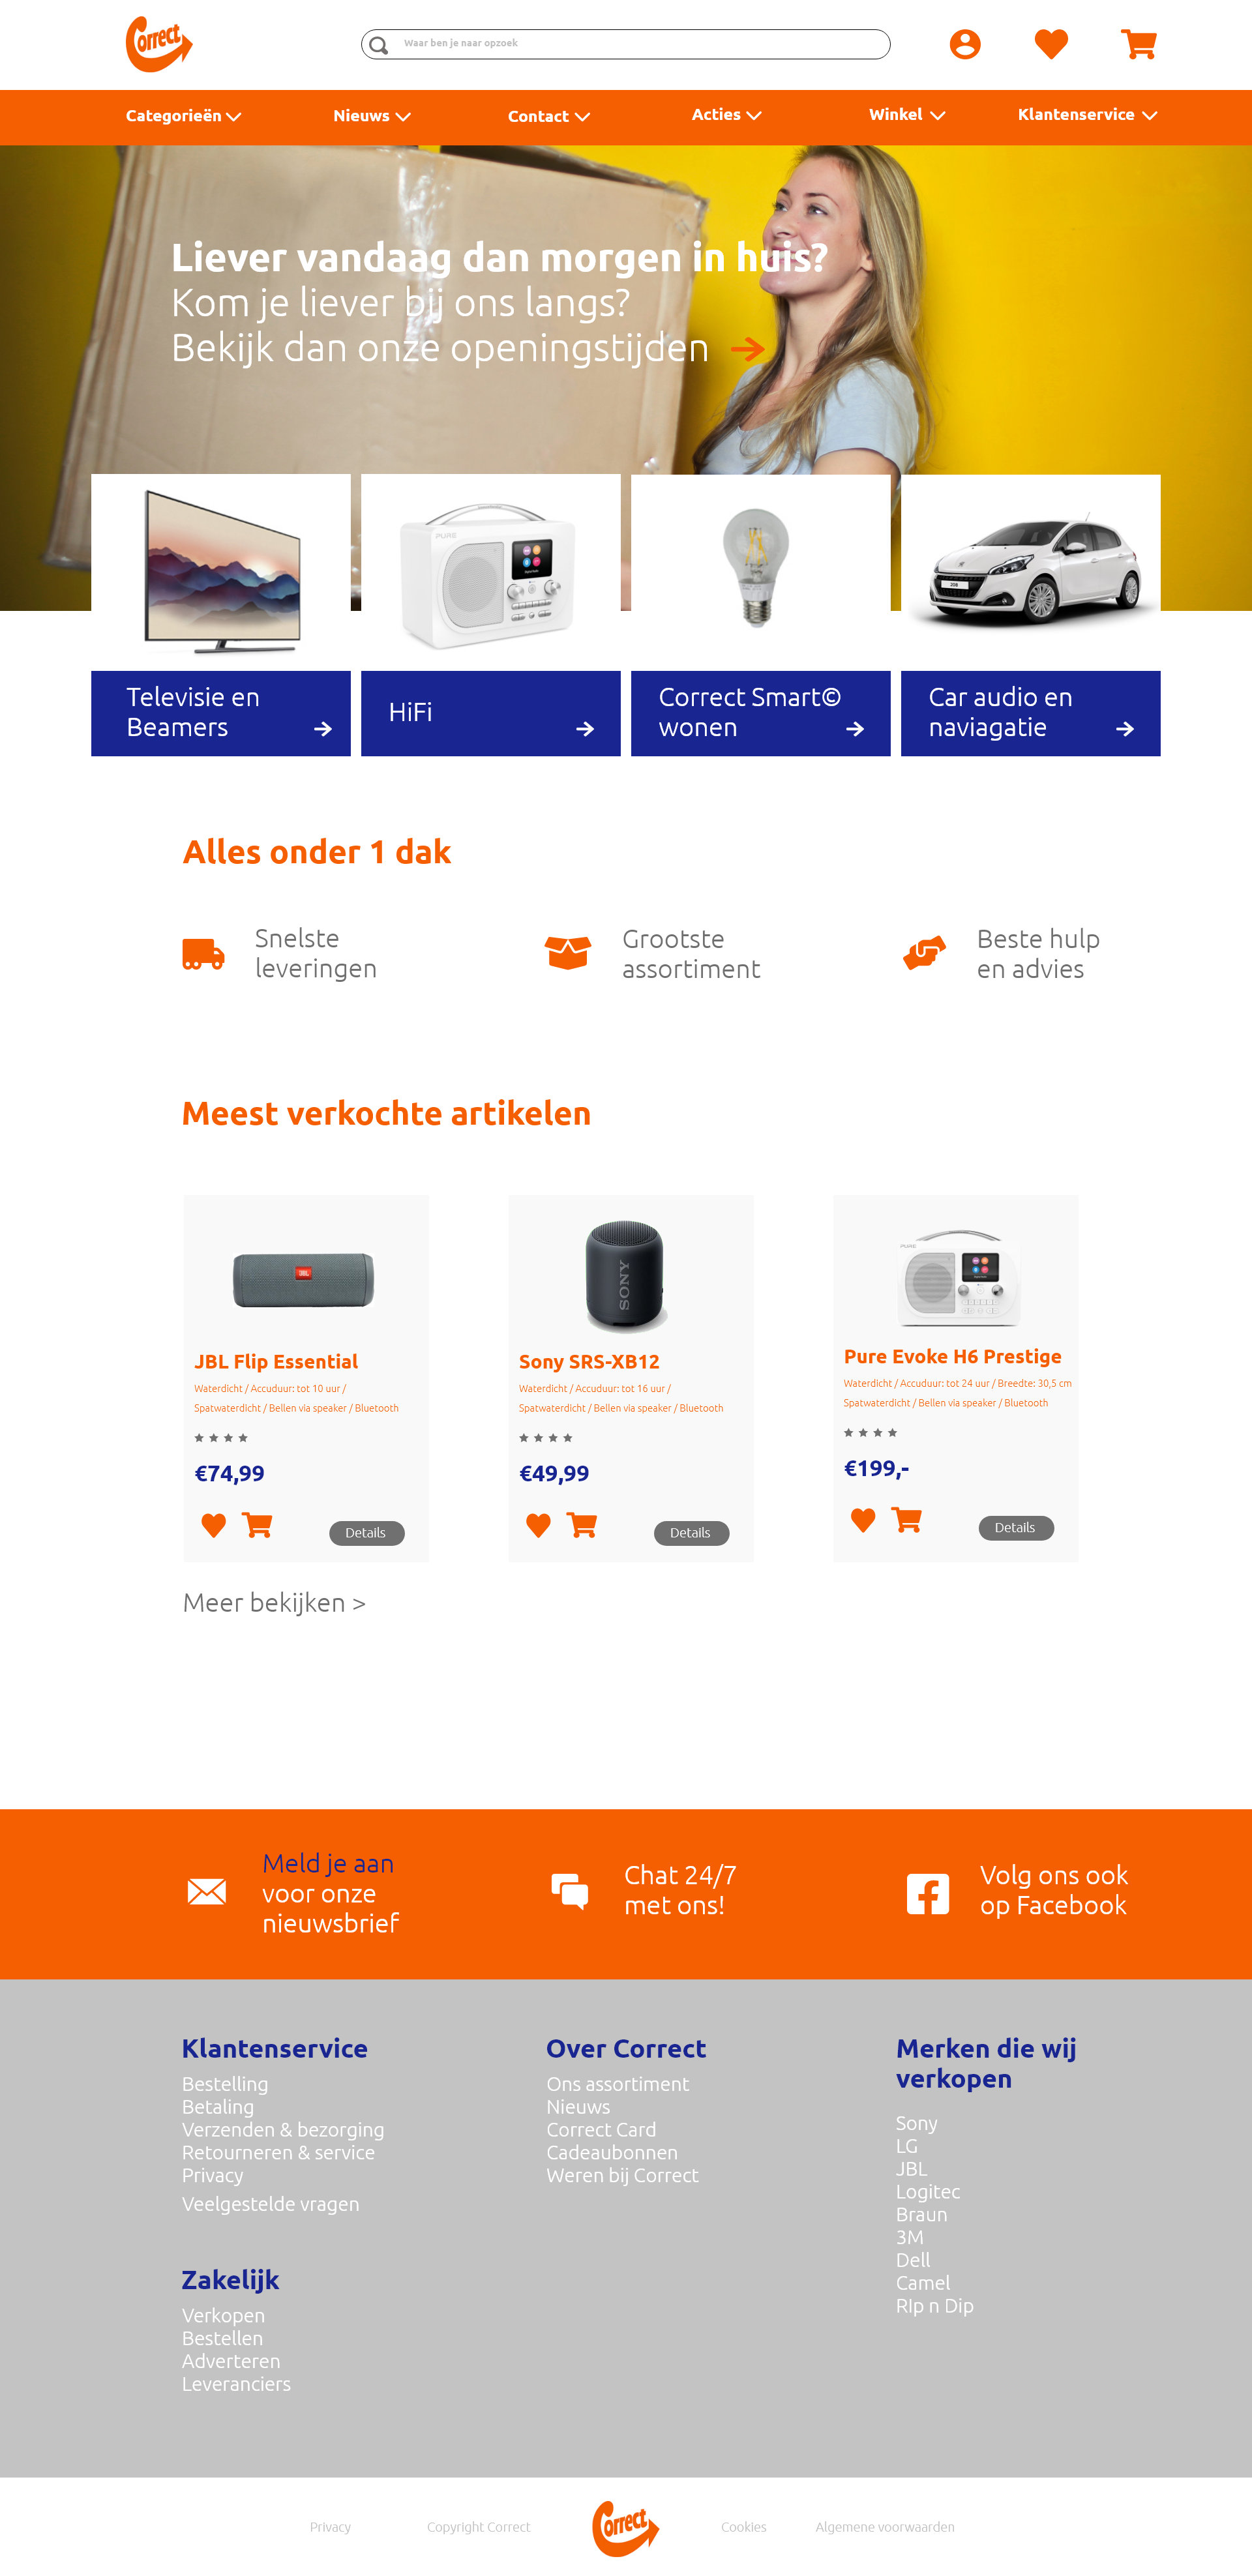 Correct
Waar ben je naar opzoek
Categorieën
Nieuws
Contact
Acties
Winkel
Klantenservice
Liever vandaag dan morgen in huis?
Kom je liever bij ons langs?
Bekijk dan onze openingstijden
PURE
208
Televisie en
Beamers
HiFi
Correct Smart©
wonen
Car audio en
naviagatie
Alles onder 1 dak
Snelste
leveringen
Grootste
assortiment
Beste hulp
en advies
Meest verkochte artikelen
JBL
JBL Flip Essential
Waterdicht / Accuduur: tot 10 uur /
Spatwaterdicht / Bellen via speaker / Bluetooth
€74,99
Details
SONY
Sony SRS-XB12
Waterdicht / Accuduur: tot 16 uur /
Spatwaterdicht / Bellen via speaker / Bluetooth
€49,99
Details
PURE
Pure Evoke H6 Prestige
Waterdicht / Accuduur: tot 24 uur / Breedte: 30,5 cm
Spatwaterdicht / Bellen via speaker / Bluetooth
€199,-
Details
Meer bekijken >
Meld je aan
voor onze
nieuwsbrief
Chat 24/7
met ons!
Volg ons ook
op Facebook
Klantenservice
Bestelling
Betaling
Verzenden & bezorging
Retourneren & service
Privacy
Veelgestelde vragen
Zakelijk
Verkopen
Bestellen
Adverteren
Leveranciers
Over Correct
Ons assortiment
Nieuws
Correct Card
Cadeaubonnen
Weren bij Correct
Merken die wij
verkopen
Sony
LG
JBL
Logitec
Braun
3M
Dell
Camel
RIp n Dip
Privacy
Copyright Correct
Correct
Cookies
Algemene voorwaarden